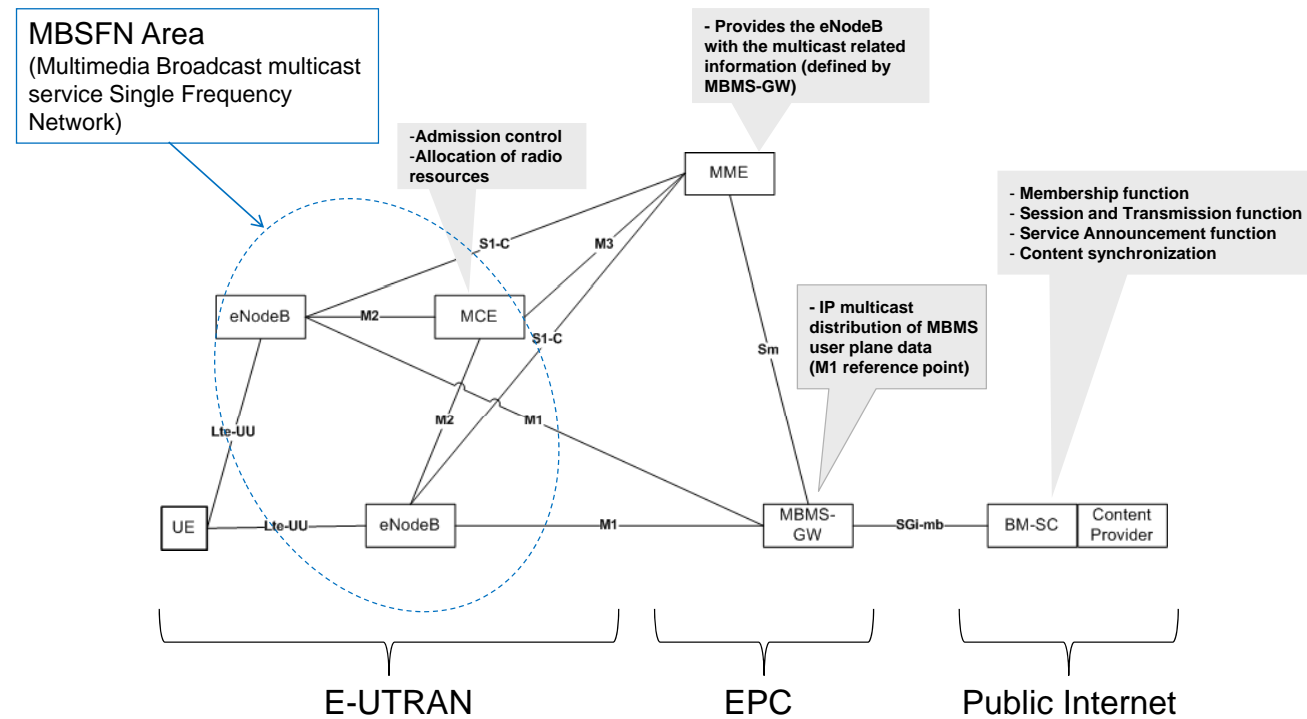 MBSFN Area
(Multimedia Broadcast multicast
service Single Frequency
Network)
- Provides the eNodeB
with the multicast related
information (defined by
MBMS-GW)
-Admission control
-Allocation of radio
resources
MME
- Membership function
- Session and Transmission function
- Service Announcement function
- Content synchronization
S1-C
M3
eNodeB
M2
MCE
S1-C
- IP multicast
distribution of MBMS
user plane data
(M1 reference point)
Sm
Lte-UU
M2
M1
UE
Lte-UU
eNodeB
M1
MBMS-
GW
SGi-mb
BM-SC
Content
Provider
E-UTRAN
EPC
Public Internet